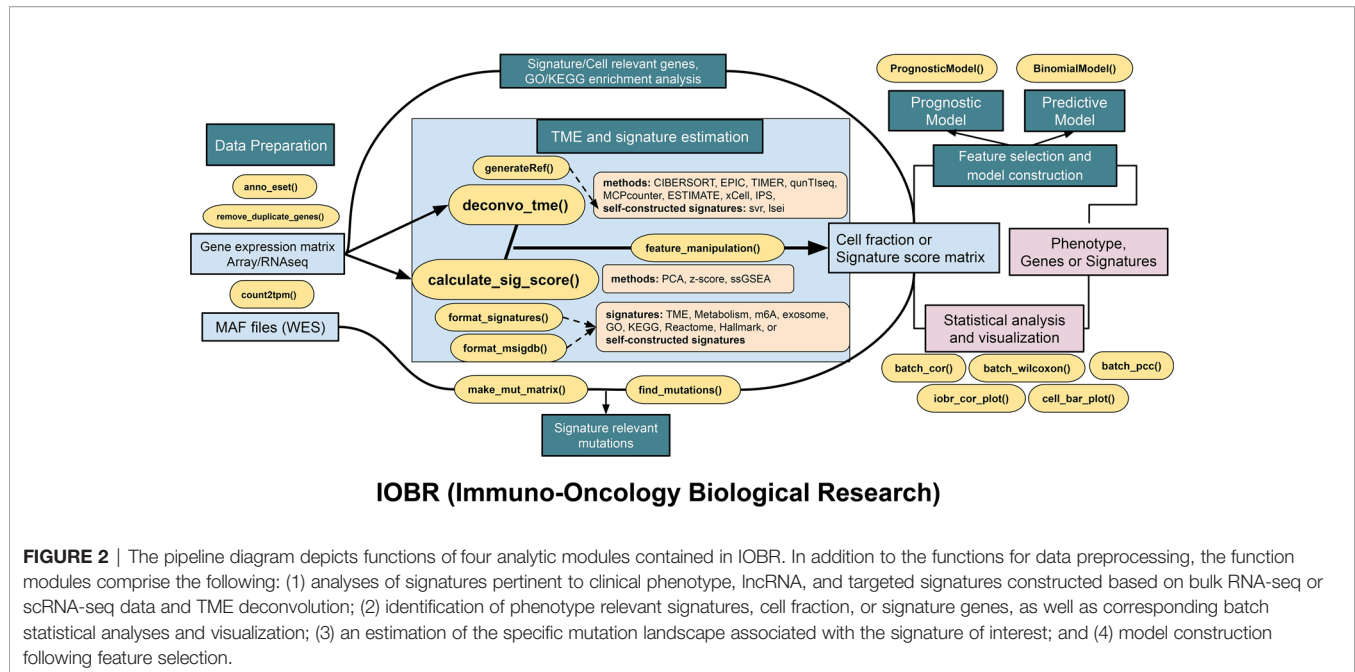 Signature/Cell relevant genes,
GO/KEGG enrichment analysis
PrognosticModel()
BinomialModel()
Prognostic
Model
Predictive
Model
Data Preparation
TME and signature estimation
Feature selection and
model construction
anno_eset()
generateRef()
methods: CIBERSORT, EPIC, TIMER, qunTIseq,
MCPcounter, ESTIMATE, xCell, IPS,
self-constructed signatures: svr, lsei
remove_duplicate_genes()
deconvo_tme()
Gene expression matrix
Array/RNAseq
feature_manipulation()
Cell fraction or
Signature score matrix
Phenotype,
Genes or Signatures
calculate_sig_score()
methods: PCA, z-score, ssGSEA
count2tpm()
MAF files (WES)
format_signatures()
format_msigdb()
signatures: TME, Metabolism, m6A, exosome,
GO, KEGG, Reactome, Hallmark, or
self-constructed signatures
Statistical analysis
and visualization
batch_cor()
batch_wilcoxon()
batch_pcc()
iobr_cor_plot()
cell_bar_plot()
make_mut_matrix()
find_mutations()
Signature relevant
mutations
IOBR (Immuno-Oncology Biological Research)
FIGURE 2 | The pipeline diagram depicts functions of four analytic modules contained in IOBR. In addition to the functions for data preprocessing, the function
modules comprise the following: (1) analyses of signatures pertinent to clinical phenotype, lncRNA, and targeted signatures constructed based on bulk RNA-seq or
scRNA-seq data and TME deconvolution; (2) identification of phenotype relevant signatures, cell fraction, or signature genes, as well as corresponding batch
statistical analyses and visualization; (3) an estimation of the specific mutation landscape associated with the signature of interest; and (4) model construction
following feature selection.